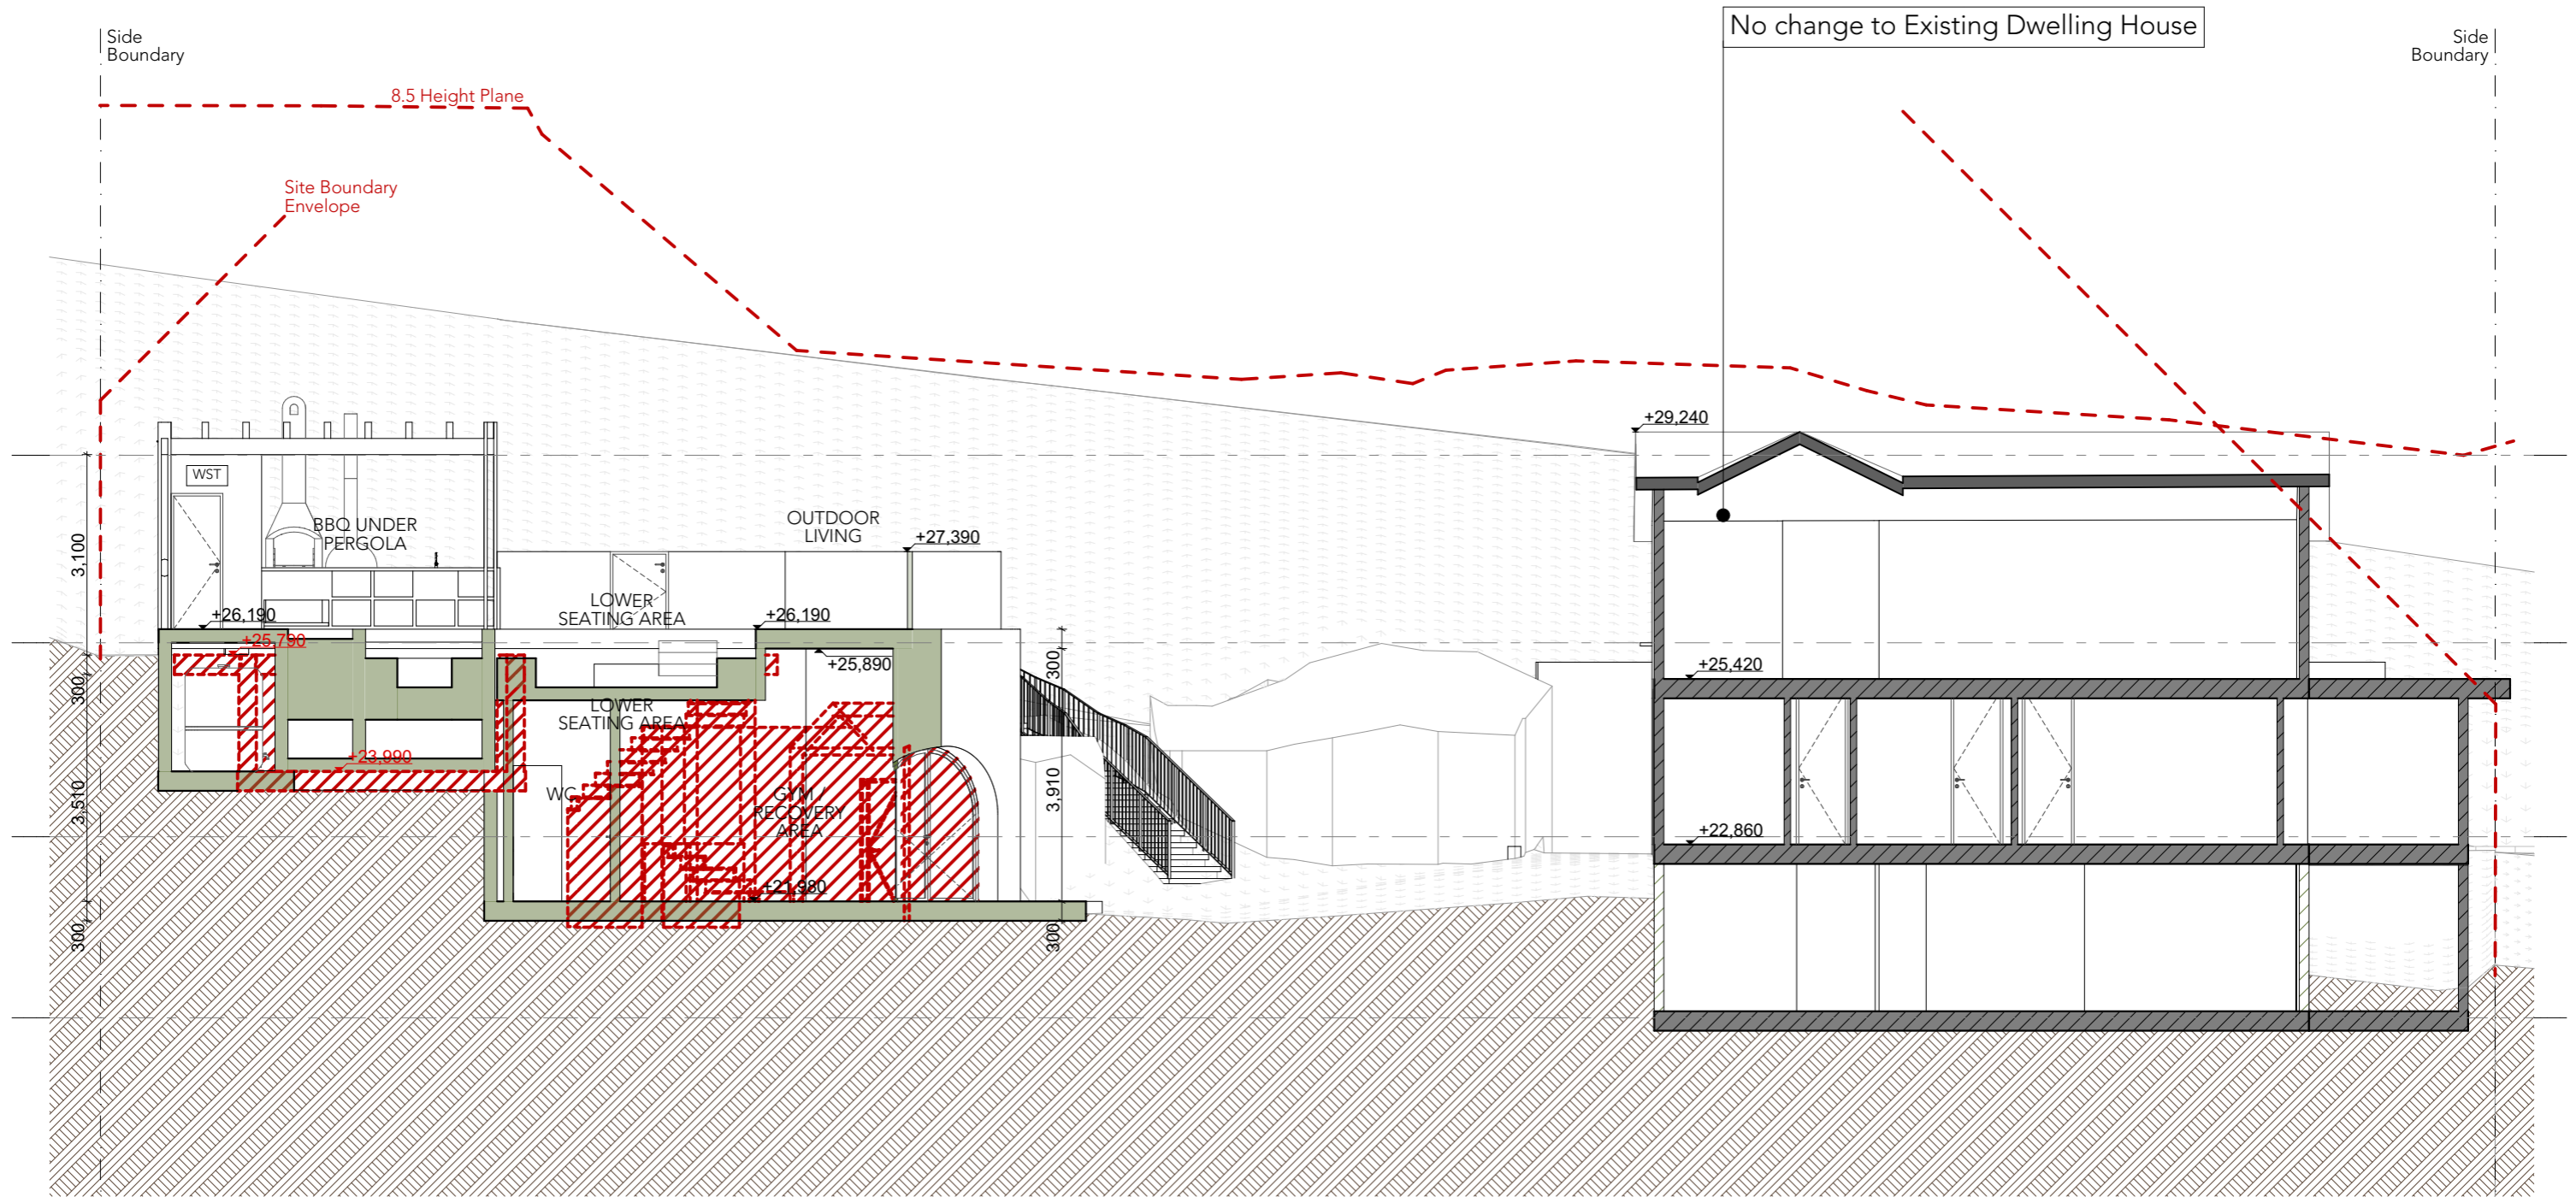 No change to Existing Dwelling House
Side
Boundary
Side
Boundary
8.5 Height Plane
Site Boundary
Envelope
+29,240
WST
BBQ UNDER
PERGOLA
OUTDOOR
LIVING
+27,390
3,100
LOWER
SEATING AREA
+26,190
+26,190
+25,790
+25,890
300
+25,420
300
LOWER
SEATING AREA
+23,990
WC
GYM /
RECOVERY
AREA
3,510
3,910
+22,860
+21,980
300
300